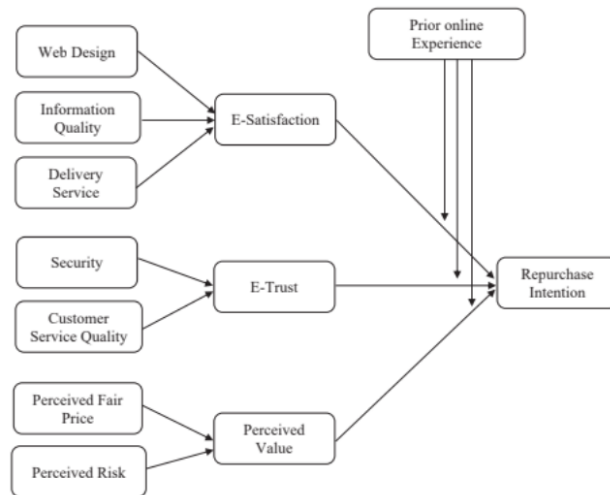 Web Design
Prior online
Experience
Information
Quality
E-Satisfaction
Delivery
Service
Security
E-Trust
Repurchase
Intention
Customer
Service Quality
Perceived Fair
Price
Perceived
Value
Perceived Risk